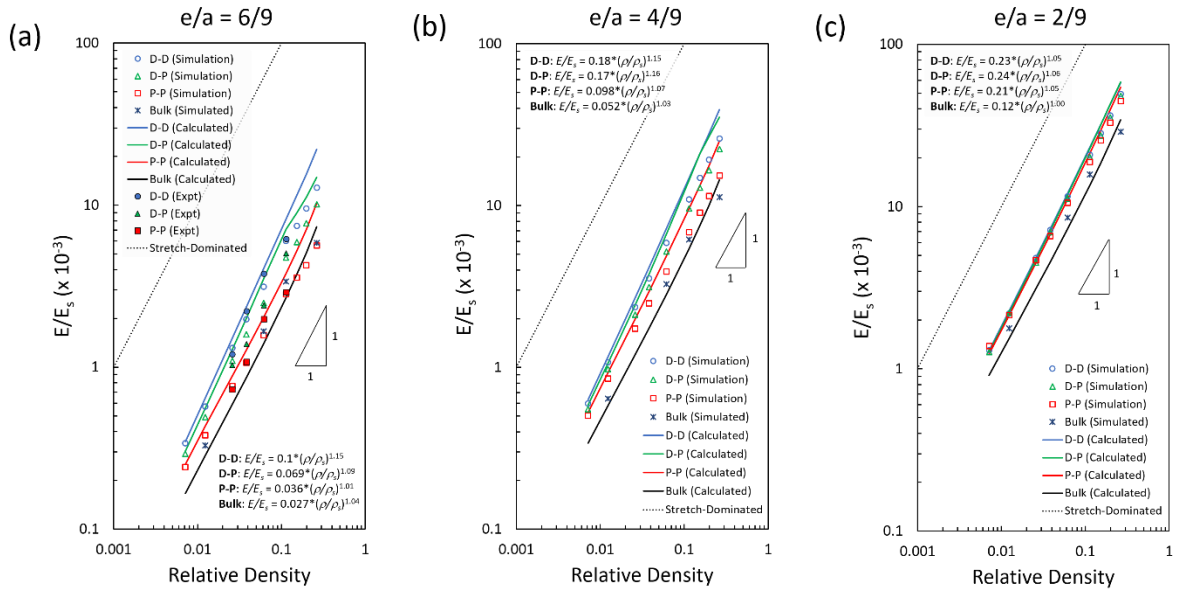 e/a = 6/9
(a)
100
10
1
0.1
E/Es (x 10-3)
D-D (Simulation)
D-P (Simulation)
P-P (Simulation)
Bulk (Simulated)
D-D (Calculated)
D-P (Calculated)
P-P (Calculated)
Bulk (Calculated)
D-D (Expt)
D-P (Expt)
P-P (Expt)
Stretch-Dominated
1
1
D-D: E/Es = 0.1*(ρ/ρs)1.15
D-P: E/Es = 0.069*(ρ/ρs)1.09
P-P: E/Es = 0.036*(ρ/ρs)1.01
Bulk: E/Es = 0.027*(ρ/ρs)1.04
0.001
0.01
0.1
1
Relative Density
e/a = 4/9
(b)
100
10
1
0.1
E/Es (x 10-3)
D-D: E/Es = 0.18*(ρ/ρs)1.15
D-P: E/Es = 0.17*(ρ/ρs)1.16
P-P: E/Es = 0.098*(ρ/ρs)1.07
Bulk: E/Es = 0.052*(ρ/ρs)1.03
1
1
D-D (Simulation)
D-P (Simulation)
P-P (Simulation)
Bulk (Simulated)
D-D (Calculated)
D-P (Calculated)
P-P (Calculated)
Bulk (Calculated)
Stretch-Dominated
0.001
0.01
0.1
1
Relative Density
e/a = 2/9
(c)
100
10
1
0.1
E/Es (x 10-3)
D-D: E/Es = 0.23*(ρ/ρs)1.05
D-P: E/Es = 0.24*(ρ/ρs)1.06
P-P: E/Es = 0.21*(ρ/ρs)1.05
Bulk: E/Es = 0.12*(ρ/ρs)1.00
1
1
D-D (Simulation)
D-P (Simulation)
P-P (Simulation)
Bulk (Simulated)
D-D (Calculated)
D-P (Calculated)
P-P (Calculated)
Bulk (Calculated)
Stretch-Dominated
0.001
0.01
0.1
1
Relative Density